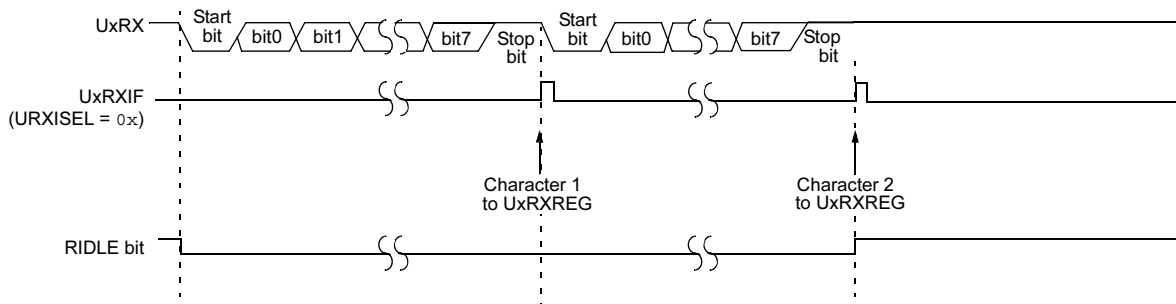 UxRX
Start
bit
bit0
bit1
bit7
Stop
bit
Start
bit
bit0
bit7
Stop
bit
UxRXIF
(URXISEL = 0x)
Character 1
to UxRXREG
Character 2
to UxRXREG
RIDLE bit